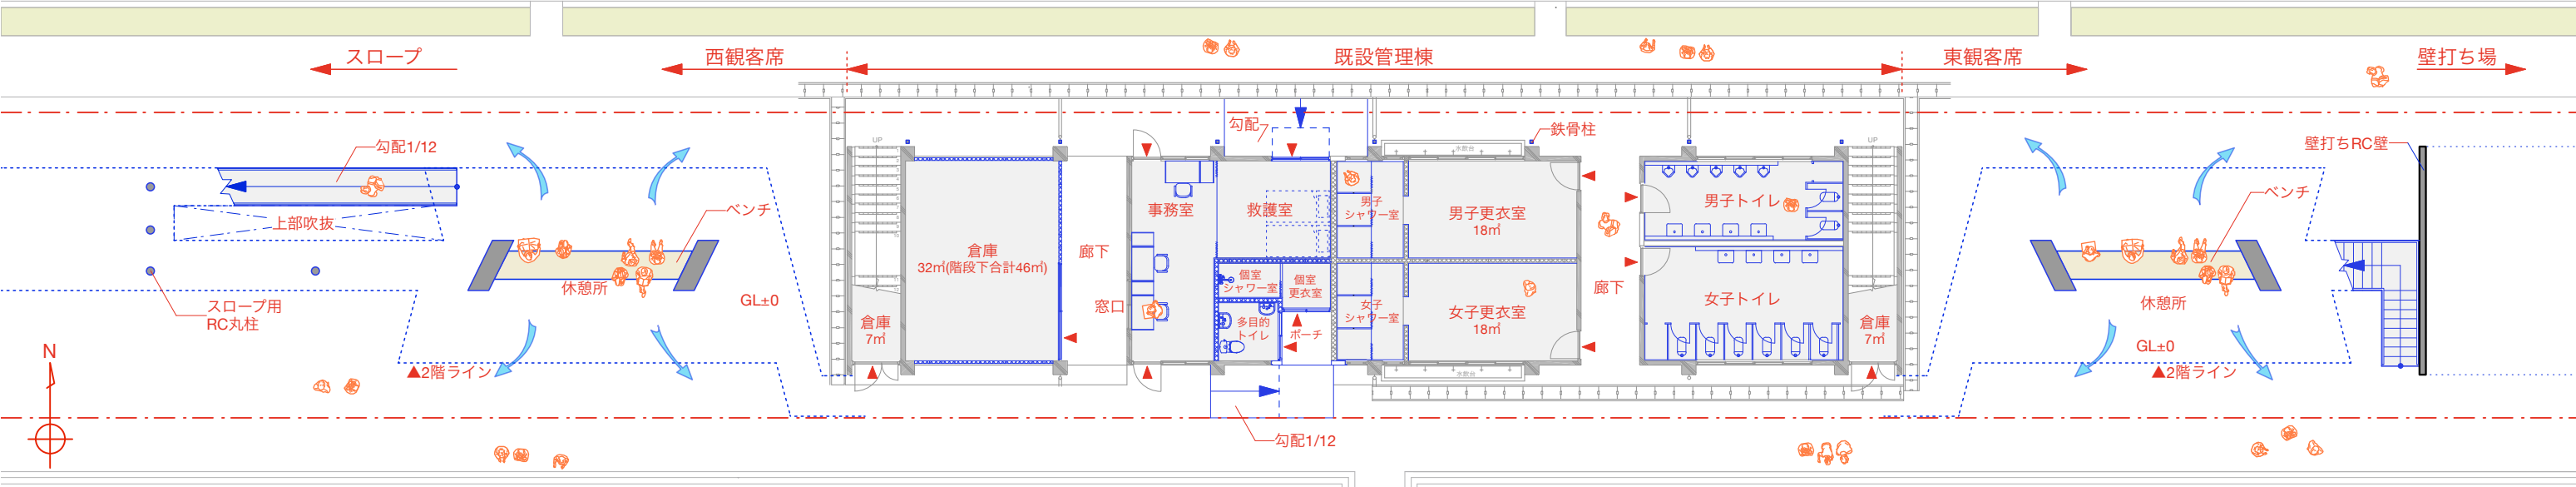 スロープ
西観客席
既設管理棟
東観客席
壁打ち場
勾配1/12
上部吹抜
スロープ用
RC丸柱
N
ベンチ
休憩所
GL±0
▲2階ライン
UP
倉庫
7㎡
倉庫
32㎡(階段下合計46㎡)
廊下
窓口
事務室
勾配
救護室
個室
シャワー室
個室
更衣室
多目的
トイレ
ポーチ
勾配1/12
男子
シャワー室
女子
シャワー室
水飲台
男子更衣室
18㎡
女子更衣室
18㎡
水飲台
鉄骨柱
廊下
男子トイレ
女子トイレ
UP
倉庫
7㎡
ベンチ
休憩所
GL±0
▲2階ライン
壁打ちRC壁